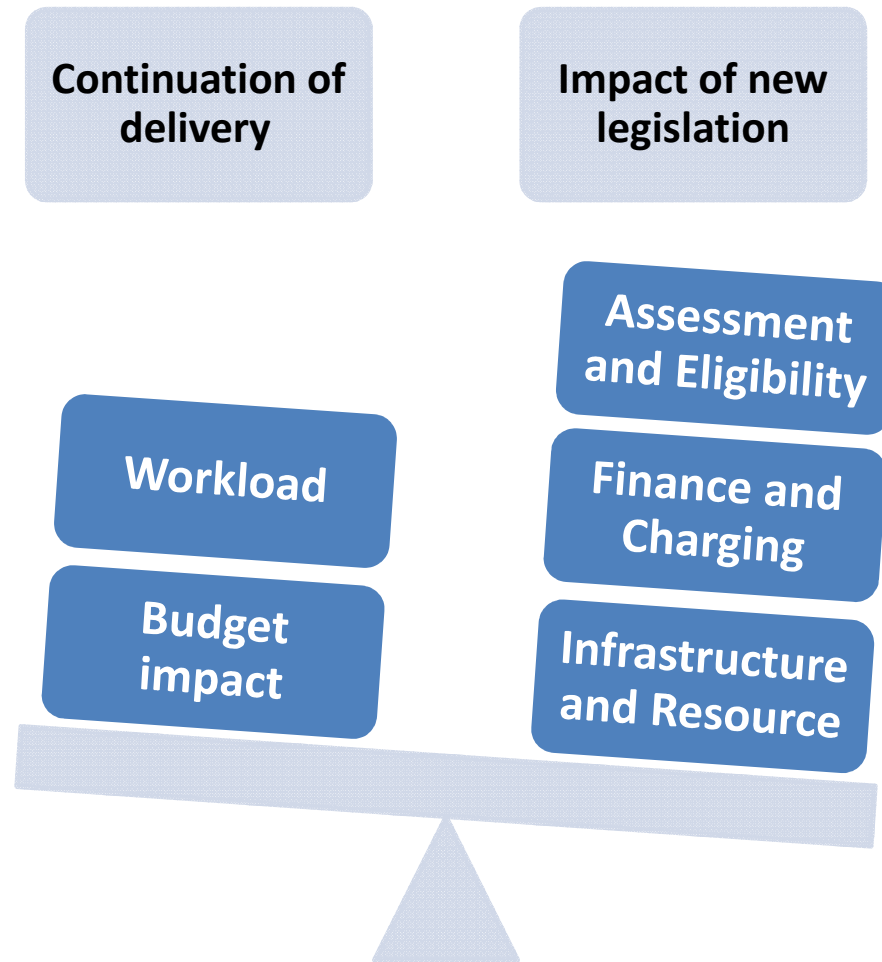 Continuation of
delivery
Impact of new
legislation
Workload
Budget
impact
Assessment
and Eligibility
Finance and
Charging
Infrastructure
and Resource